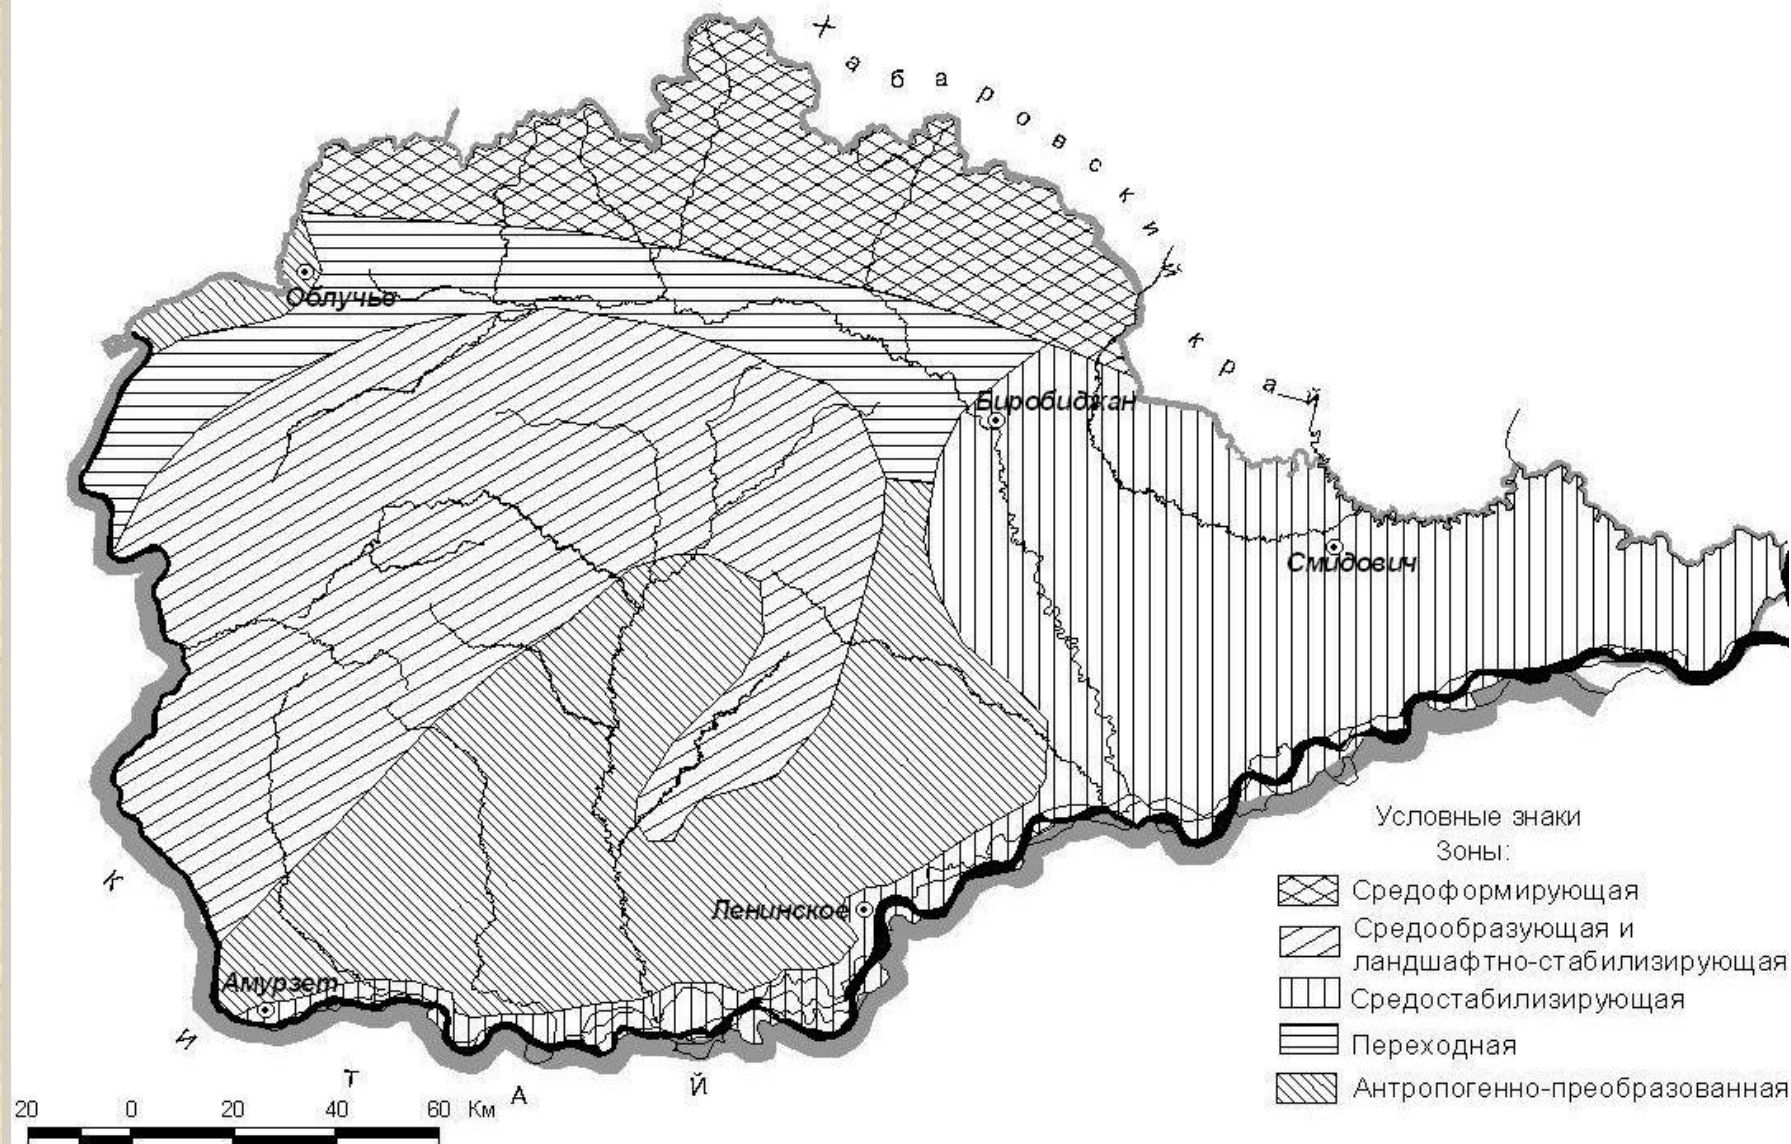 Хабаровский край
Облучье
Биробиджан
Смидович
Ленинское
Амурзет
КИТАЙ
Условные знаки
Зоны:
Средоформирующая
Средообразующая и
ландшафтно-стабилизирующая
Средостабилизирующая
Переходная
Антропогенно-преобразованная
20 0 20 40 60 Км